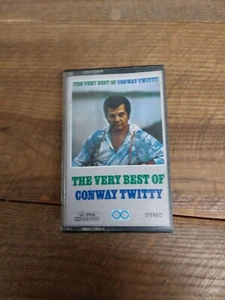 THE VERY BEST OF CONWAY TWITTY
THE VERY BEST OF
CONWAY TWITTY
STEREO